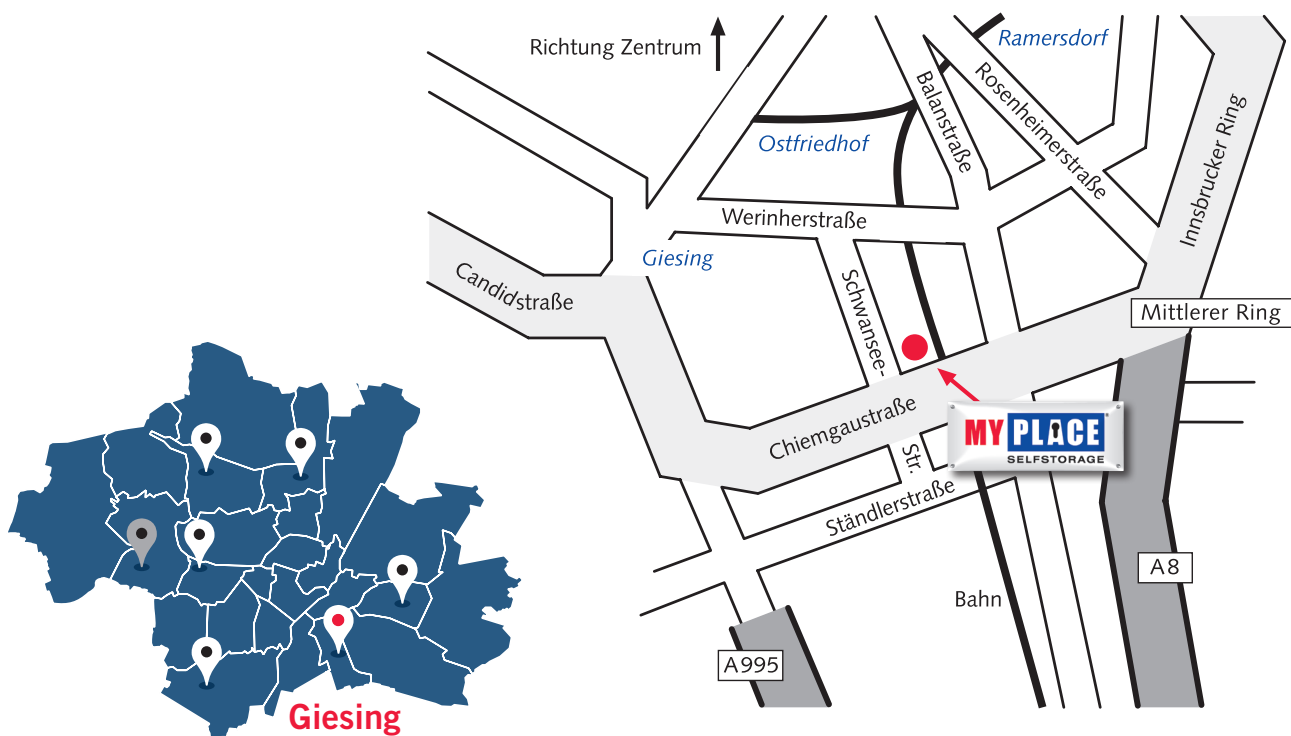 Richtung Zentrum
Ramersdorf
Balanstraße
Rosenheimerstraße
Innsbrucker Ring
Ostfriedhof
Werinherstraße
Giesing
Candidstraße
Schwansee-
Mittlerer Ring
Chiemgaustraße
MY PLACE
SELFSTORAGE
Str.
Ständlerstraße
A8
Bahn
A995
Giesing